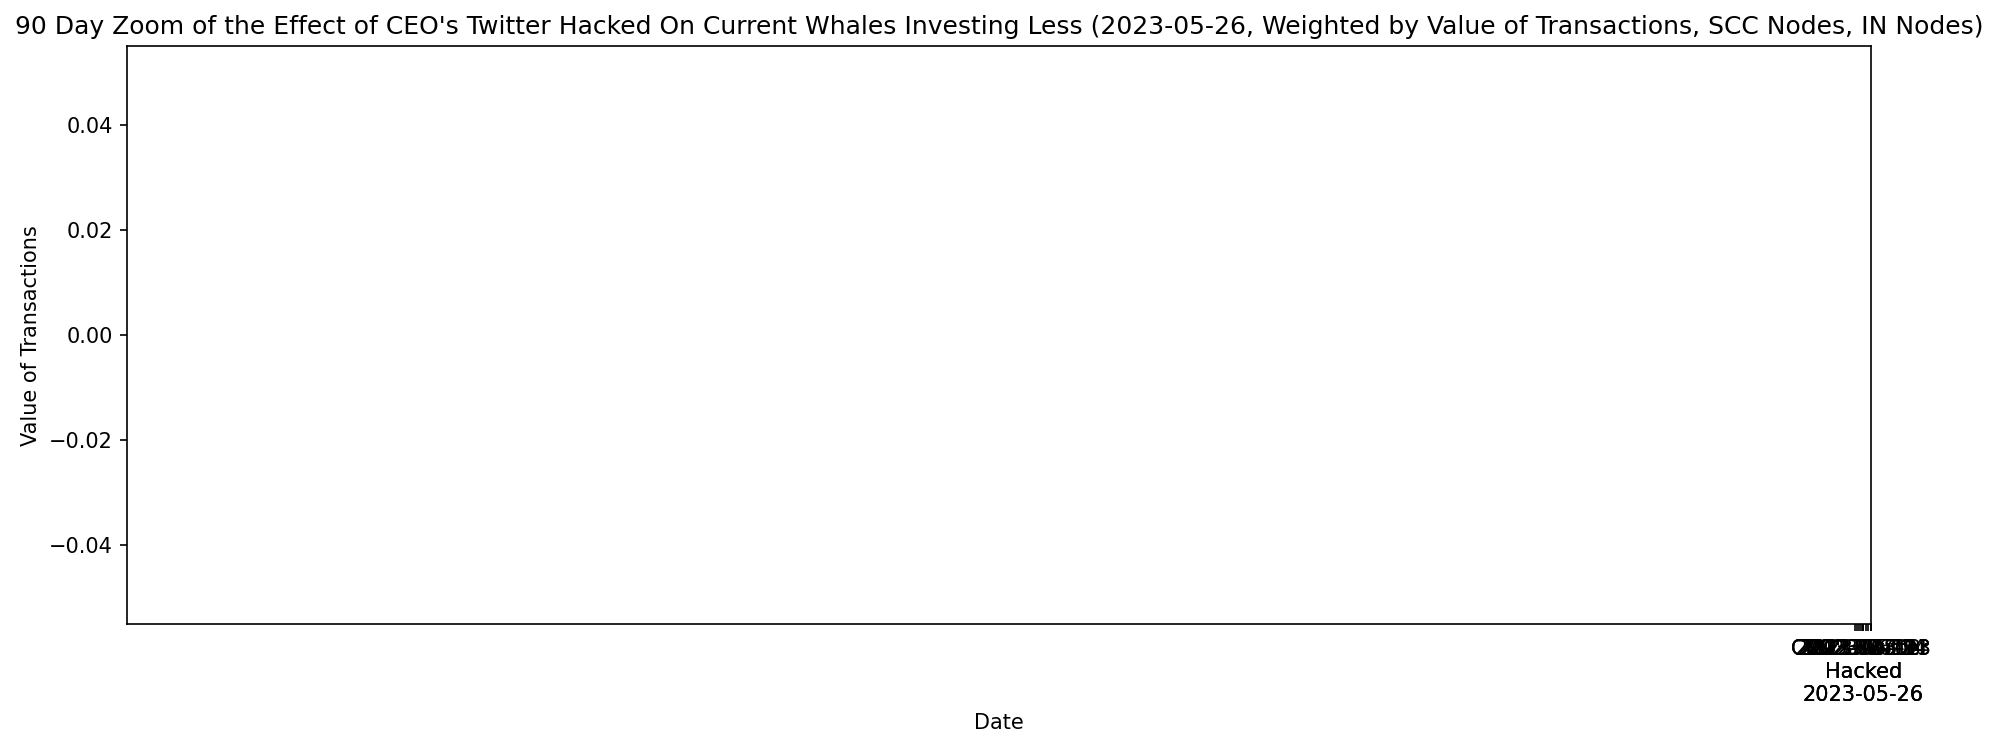 90 Day Zoom of the Effect of CEO's Twitter Hacked On Current Whales Investing Less (2023-05-26, Weighted by Value of Transactions, SCC Nodes, IN Nodes)
Value of Transactions
0.04
0.02
0.00
−0.02
−0.04
Hacked
2023-05-26
Date